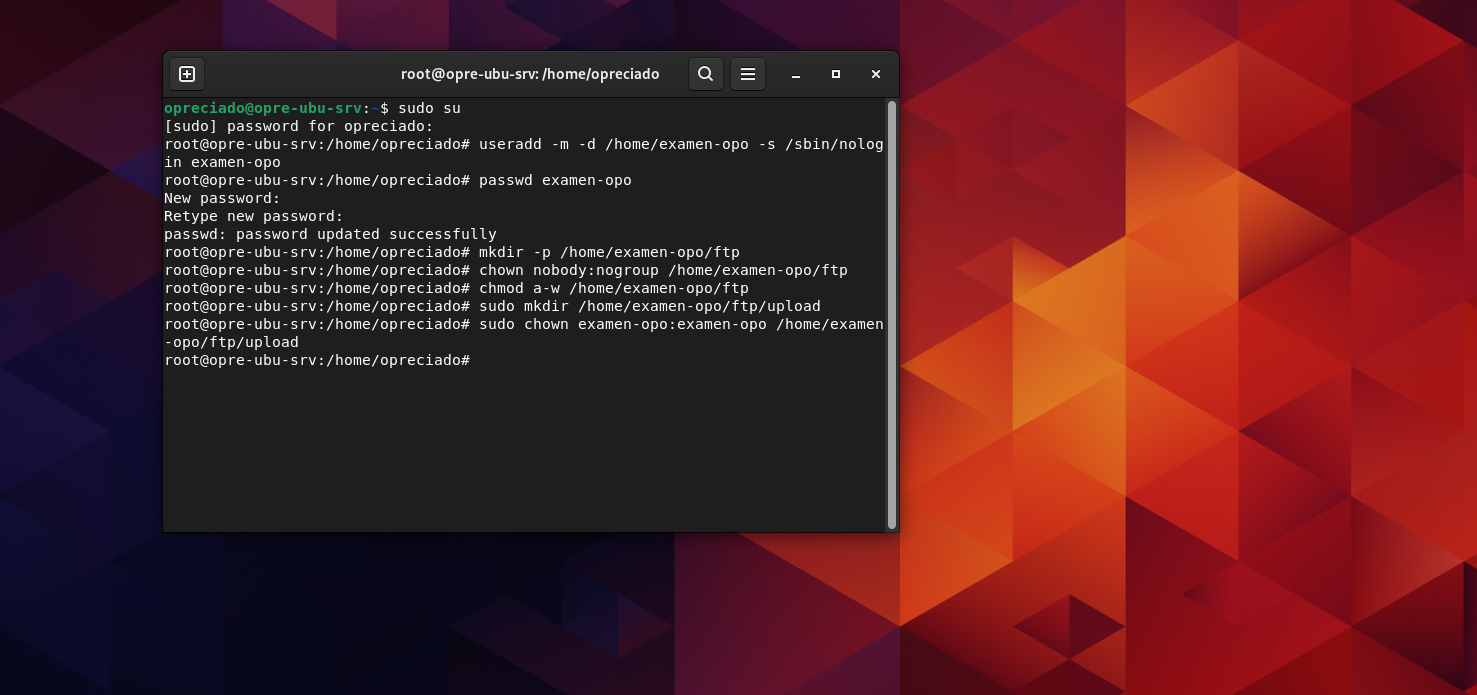 root@opre-ubu-srv: /home/opreciado
opreciado@opre-ubu-srv:~$ sudo su
[sudo] password for opreciado:
root@opre-ubu-srv:/home/opreciado# useradd -m -d /home/examen-opo -s /sbin/nolog
in examen-opo
root@opre-ubu-srv:/home/opreciado# passwd examen-opo
New password:
Retype new password:
passwd: password updated successfully
root@opre-ubu-srv:/home/opreciado# mkdir -p /home/examen-opo/ftp
root@opre-ubu-srv:/home/opreciado# chown nobody:nogroup /home/examen-opo/ftp
root@opre-ubu-srv:/home/opreciado# chmod a-w /home/examen-opo/ftp
root@opre-ubu-srv:/home/opreciado# sudo mkdir /home/examen-opo/ftp/upload
root@opre-ubu-srv:/home/opreciado# sudo chown examen-opo:examen-opo /home/examen
-opo/ftp/upload
root@opre-ubu-srv:/home/opreciado#